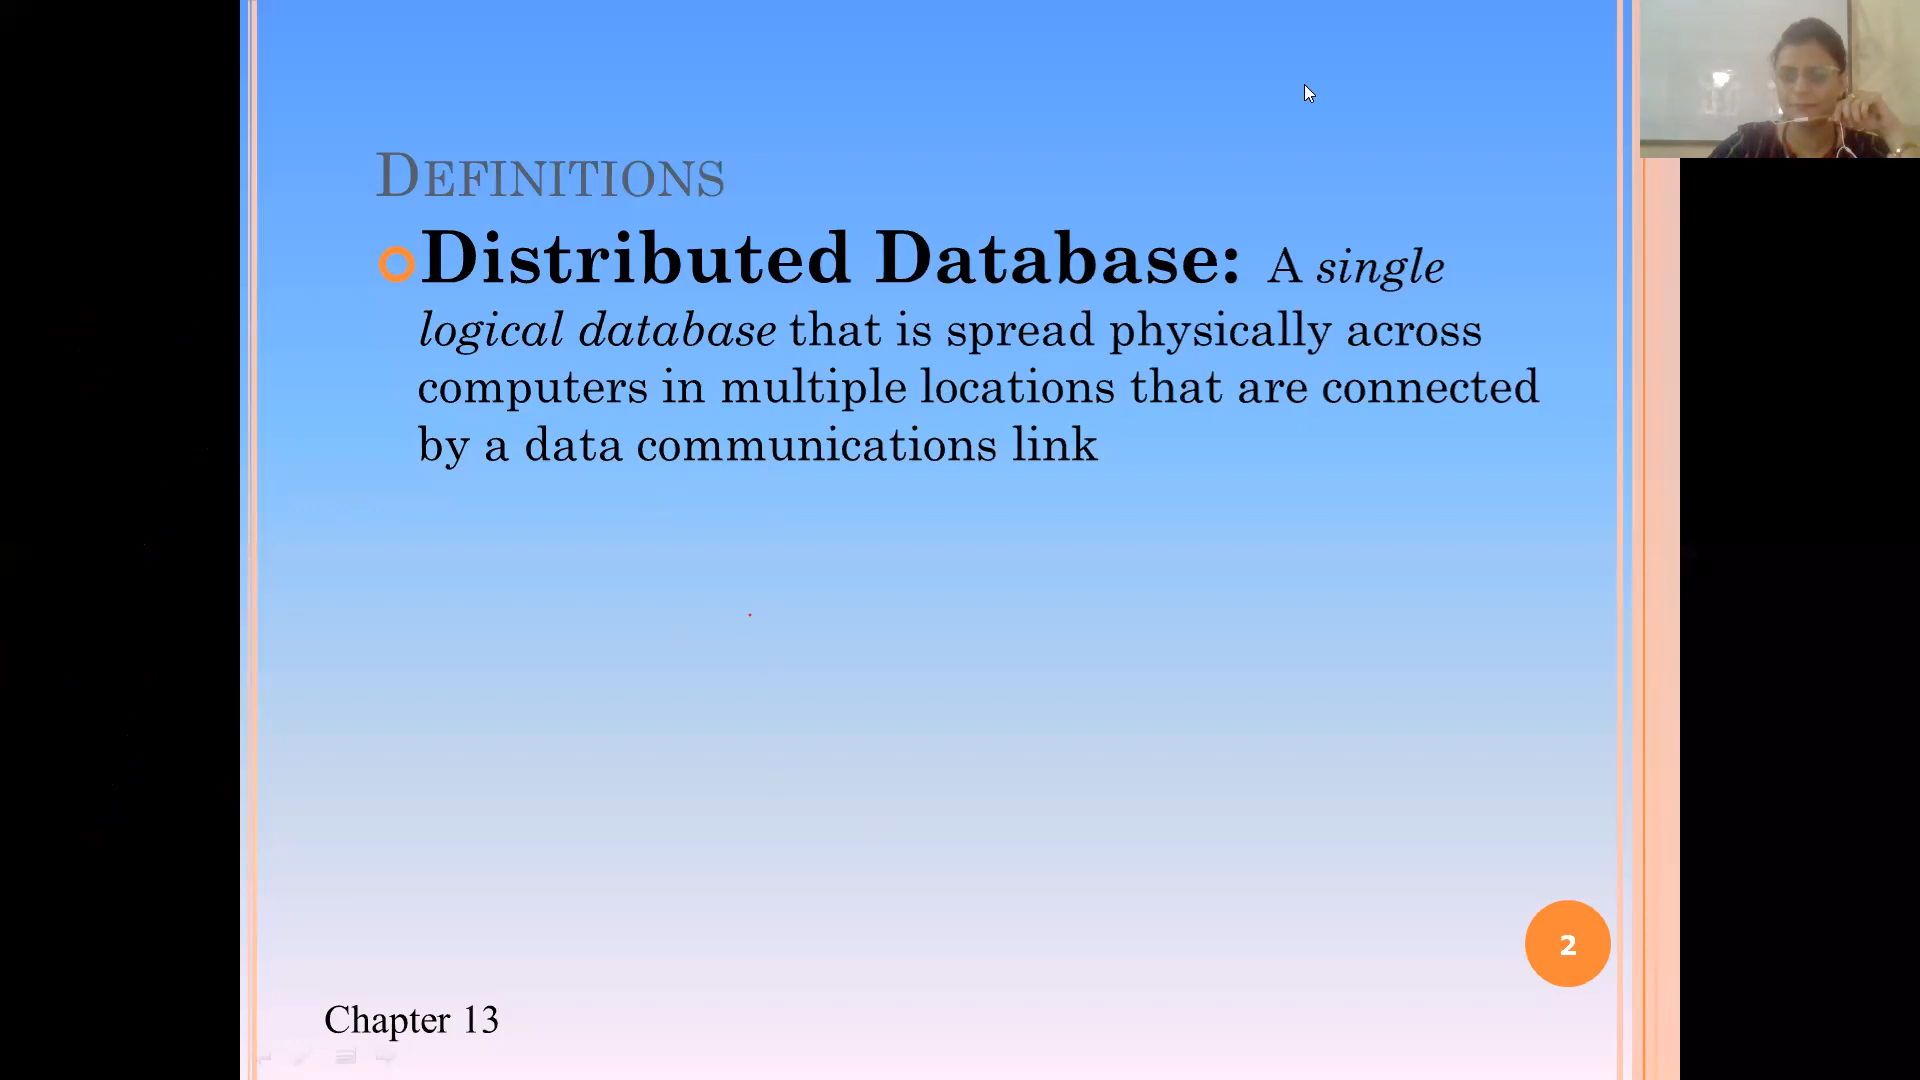 DEFINITIONS
Distributed Database: A single
logical database that is spread physically across
computers in multiple locations that are connected
by a data communications link
2
Chapter 13